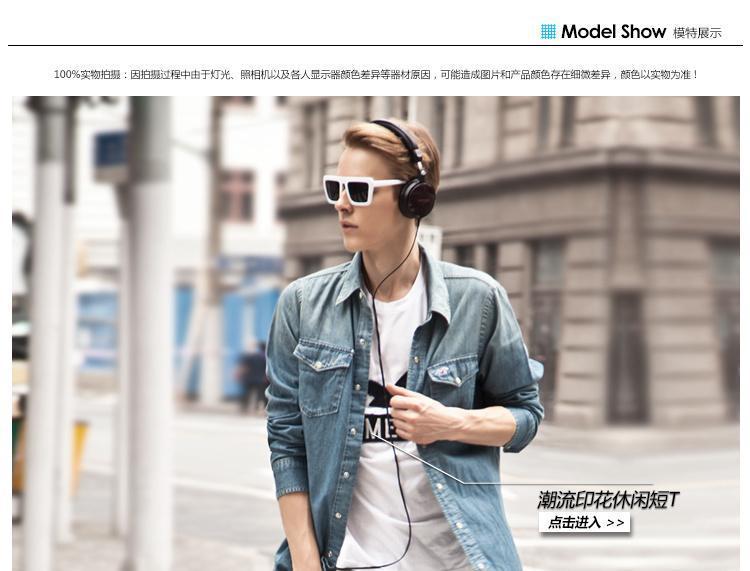 Model Show 模特展示
100%实物拍摄：因拍摄过程中由于灯光、照相机以及各人显示器颜色差异等器材原因，可能造成图片和产品颜色存在细微差异，颜色以实物为准！
ME
潮流印花休闲短T
点击进入 >>